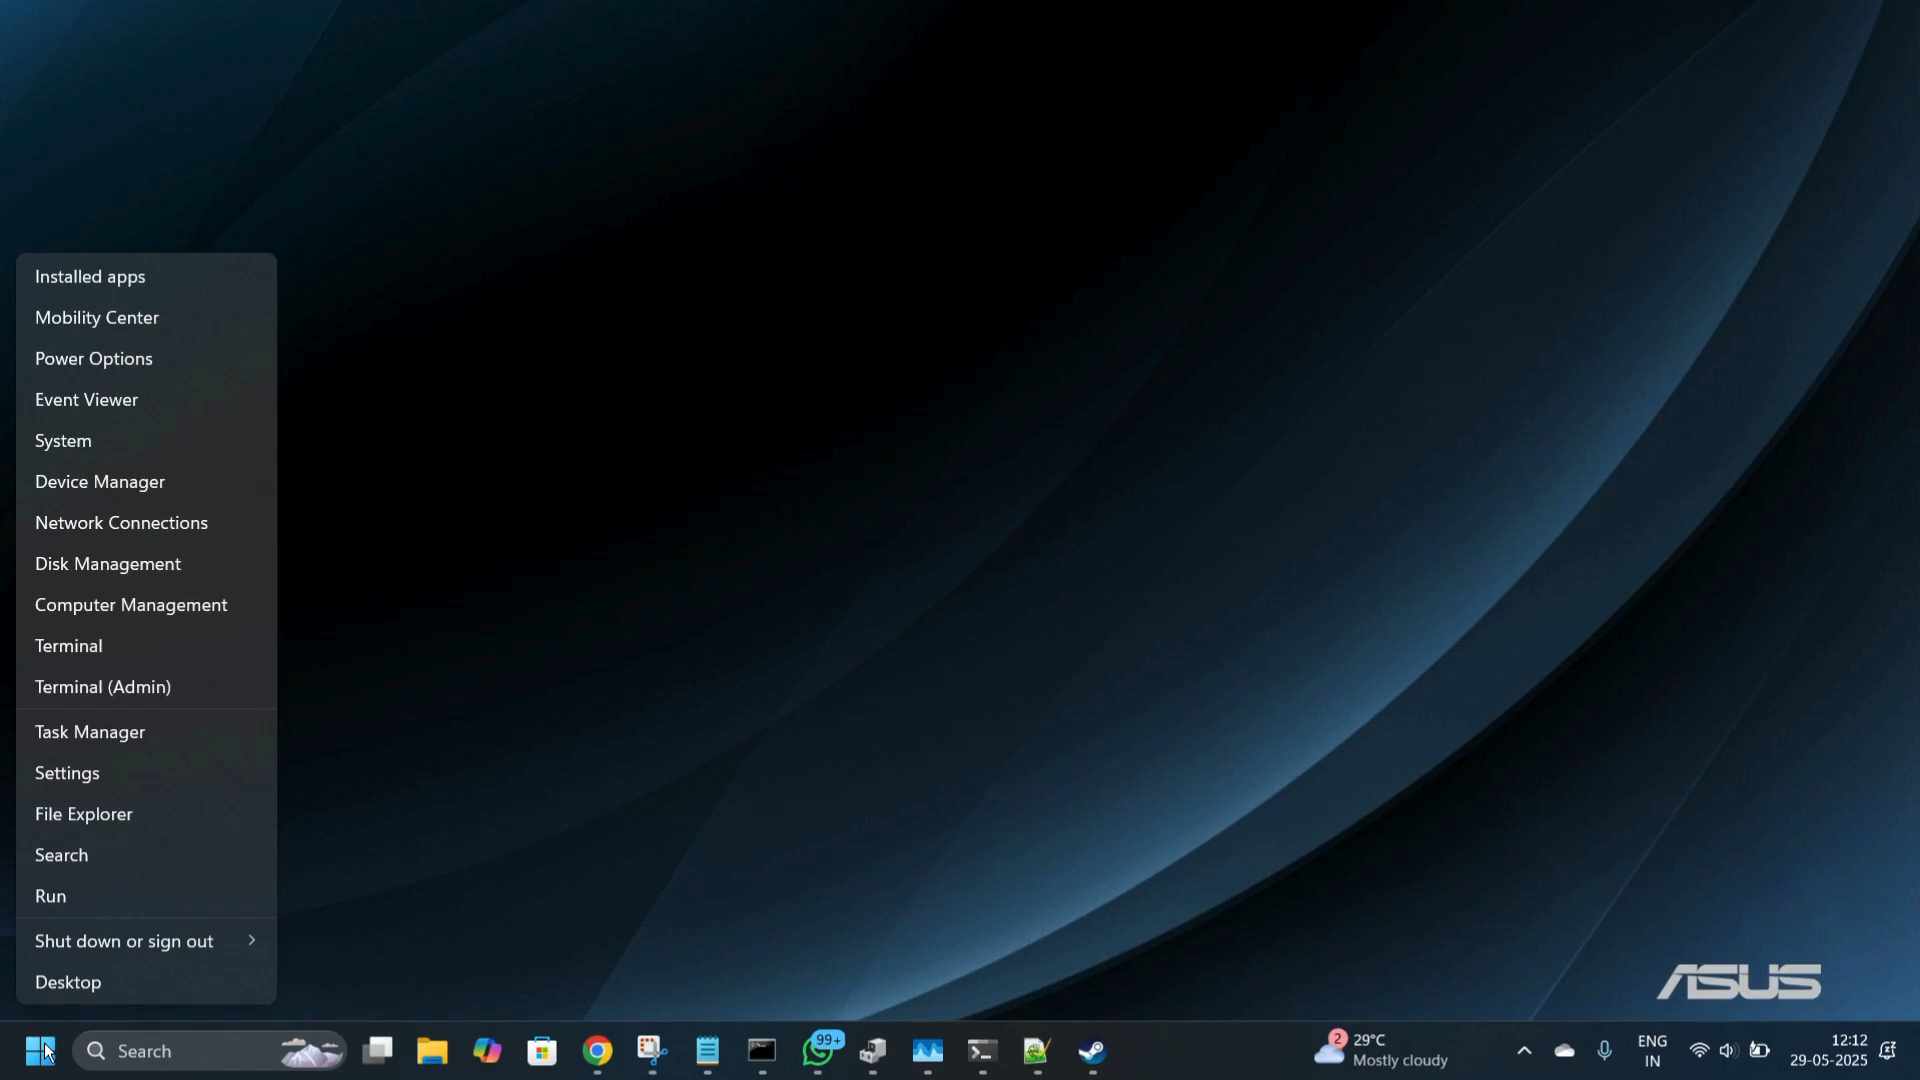 Installed apps
Mobility Center
Power Options
Event Viewer
System
Device Manager
Network Connections
Disk Management
Computer Management
Terminal
Terminal (Admin)
Task Manager
Settings
File Explorer
Search
Run
Shut down or sign out
Desktop
ASUS
Search
99+
2
29°C
Mostly cloudy
ENG
IN
12:12
29-05-2025